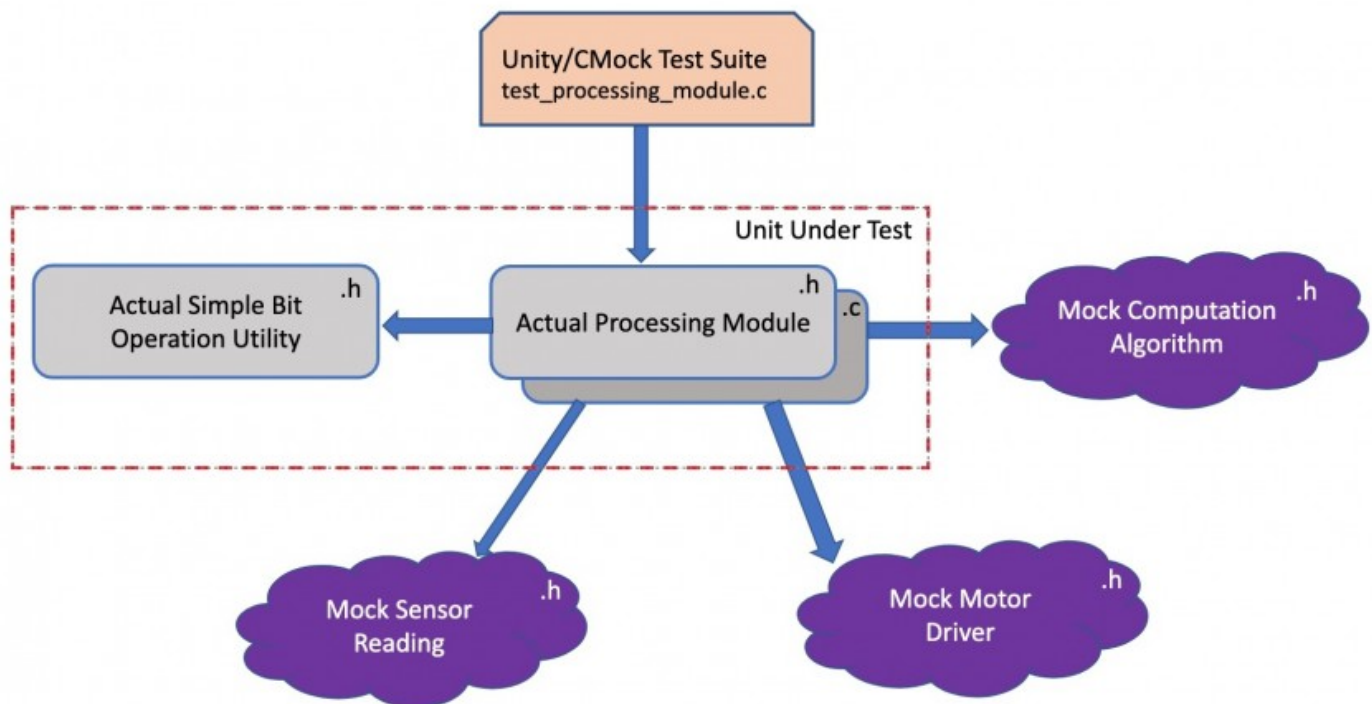 Unity/CMock Test Suite
test_processing_module.c
Unit Under Test
.h
Actual Simple Bit
Operation Utility
.h
Actual Processing Module
.c
.h
Mock Computation
Algorithm
.h
Mock Sensor
Reading
.h
Mock Motor
Driver